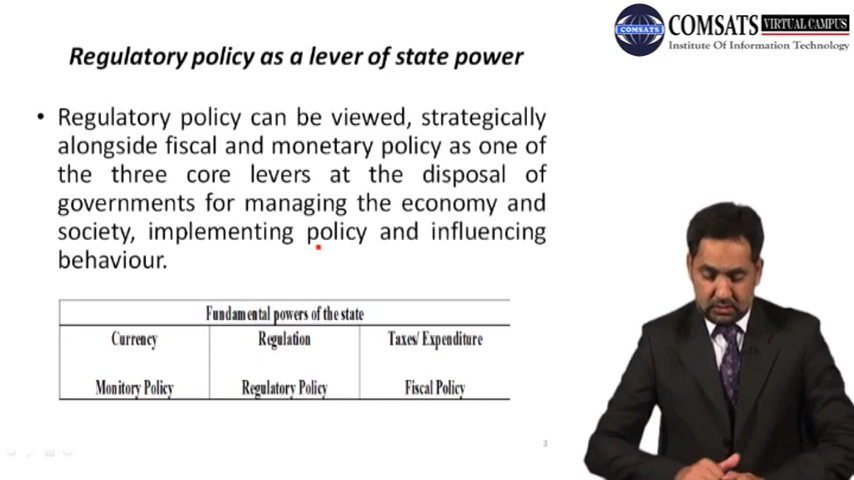 COMSATS VIRTUAL CAMPUS
COMSATS
Institute Of Information Technology
Regulatory policy as a lever of state power
• Regulatory policy can be viewed, strategically
alongside fiscal and monetary policy as one of
the three core levers at the disposal of
governments for managing the economy and
society, implementing policy and influencing
behaviour.
Fundamental powers of the state
Currency Regulation Taxes/ Expenditure
Monitory Policy Regulatory Policy Fiscal Policy
3